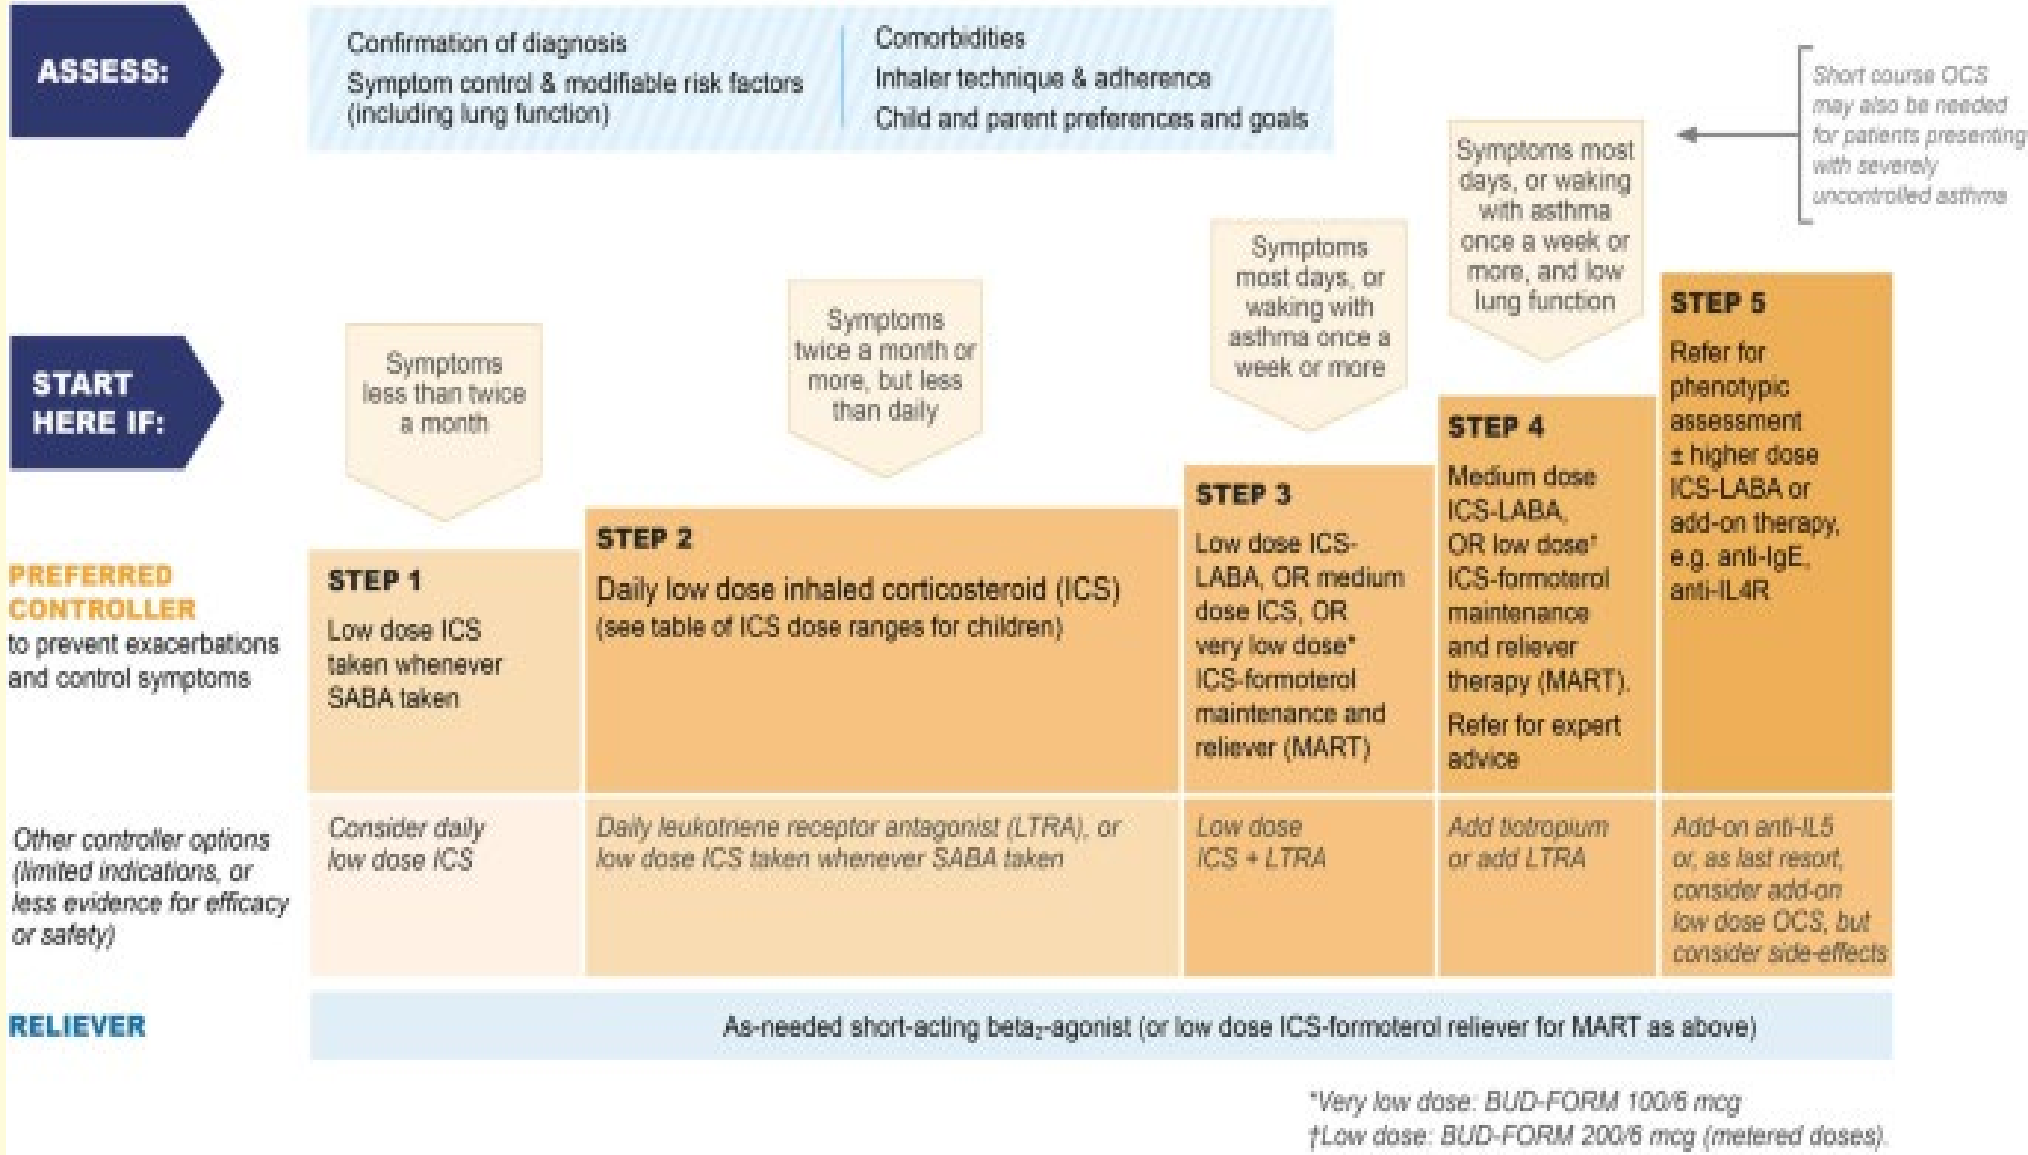 ASSESS:
Confirmation of diagnosis
Symptom control & modifiable risk factors
(including lung function)
Comorbidities
Inhaler technique & adherence
Child and parent preferences and goals
Short course OCS
may also be needed
for patients presenting
with severely
uncontrolled asthma
START
HERE IF:
Symptoms
less than twice
a month
Symptoms
twice a month or
more, but less
than daily
Symptoms
most days, or
waking with
asthma once a
week or more
Symptoms most
days, or waking
with asthma
once a week or
more, and low
lung function
PREFERRED
CONTROLLER
to prevent exacerbations
and control symptoms
STEP 1
Low dose ICS
taken whenever
SABA taken
STEP 2
Daily low dose inhaled corticosteroid (ICS)
(see table of ICS dose ranges for children)
STEP 3
Low dose ICS-
LABA, OR medium
dose ICS, OR
very low dose*
ICS-formoterol
maintenance and
reliever (MART)
STEP 4
Medium dose
ICS-LABA,
OR low dose†
ICS-formoterol
maintenance
and reliever
therapy (MART).
Refer for expert
advice
STEP 5
Refer for
phenotypic
assessment
± higher dose
ICS-LABA or
add-on therapy,
e.g. anti-IgE,
anti-IL4R
Other controller options
(limited indications, or
less evidence for efficacy
or safety)
Consider daily
low dose ICS
Daily leukotriene receptor antagonist (LTRA), or
low dose ICS taken whenever SABA taken
Low dose
ICS + LTRA
Add tiotropium
or add LTRA
Add-on anti-IL5
or, as last resort,
consider add-on
low dose OCS, but
consider side-effects
RELIEVER
As-needed short-acting beta₂-agonist (or low dose ICS-formoterol reliever for MART as above)
*Very low dose: BUD-FORM 100/6 mcg
†Low dose: BUD-FORM 200/6 mcg (metered doses).